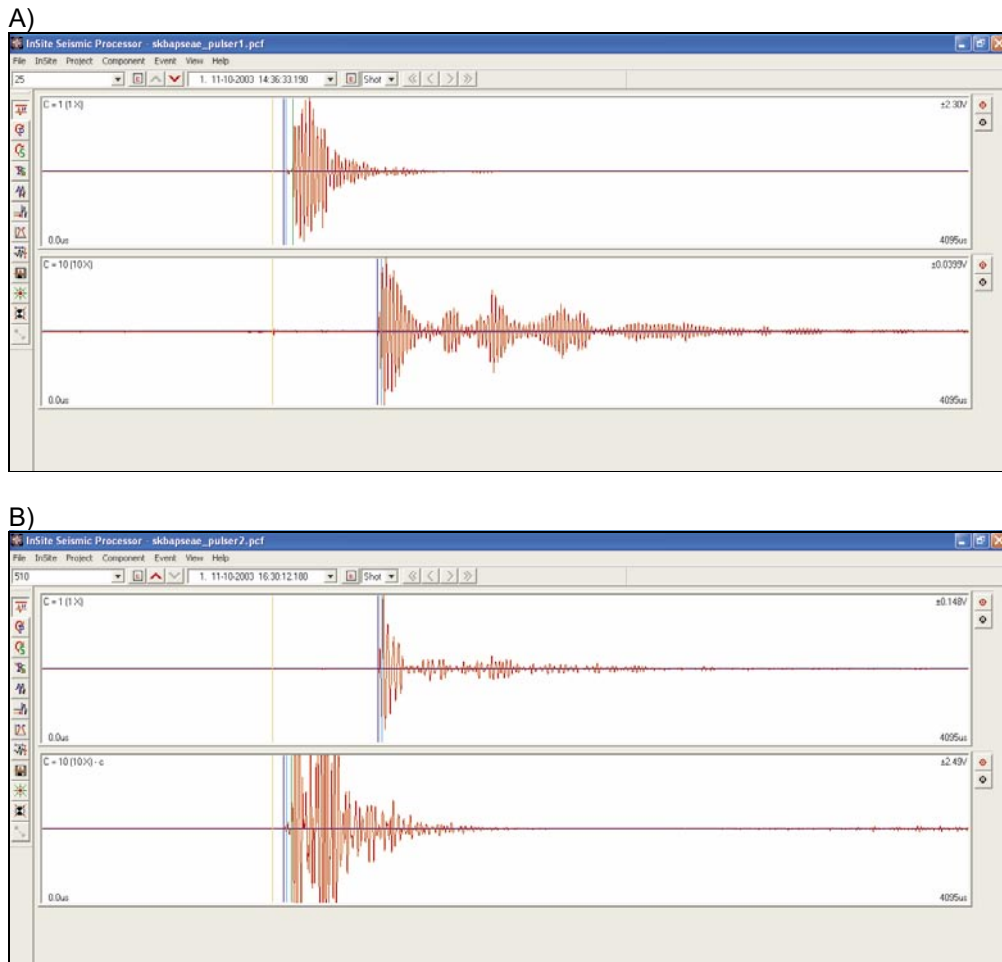 A)
InSite Seismic Processor - skbapseae_pulser1.pcf
File InSite Project Component Event View Help
25 E 1. 11-10-2003 14:36:33.190 E Shot
C = 1 (1X) ±2.30V
0.0us 4095us
C = 10 (10X) ±0.0399V
0.0us 4095us
B)
InSite Seismic Processor - skbapseae_pulser2.pcf
File InSite Project Component Event View Help
510 E 1. 11-10-2003 16:30:12.180 E Shot
C = 1 (1X) ±0.148V
0.0us 4095us
C = 10 (10X) - c ±2.49V
0.0us 4095us